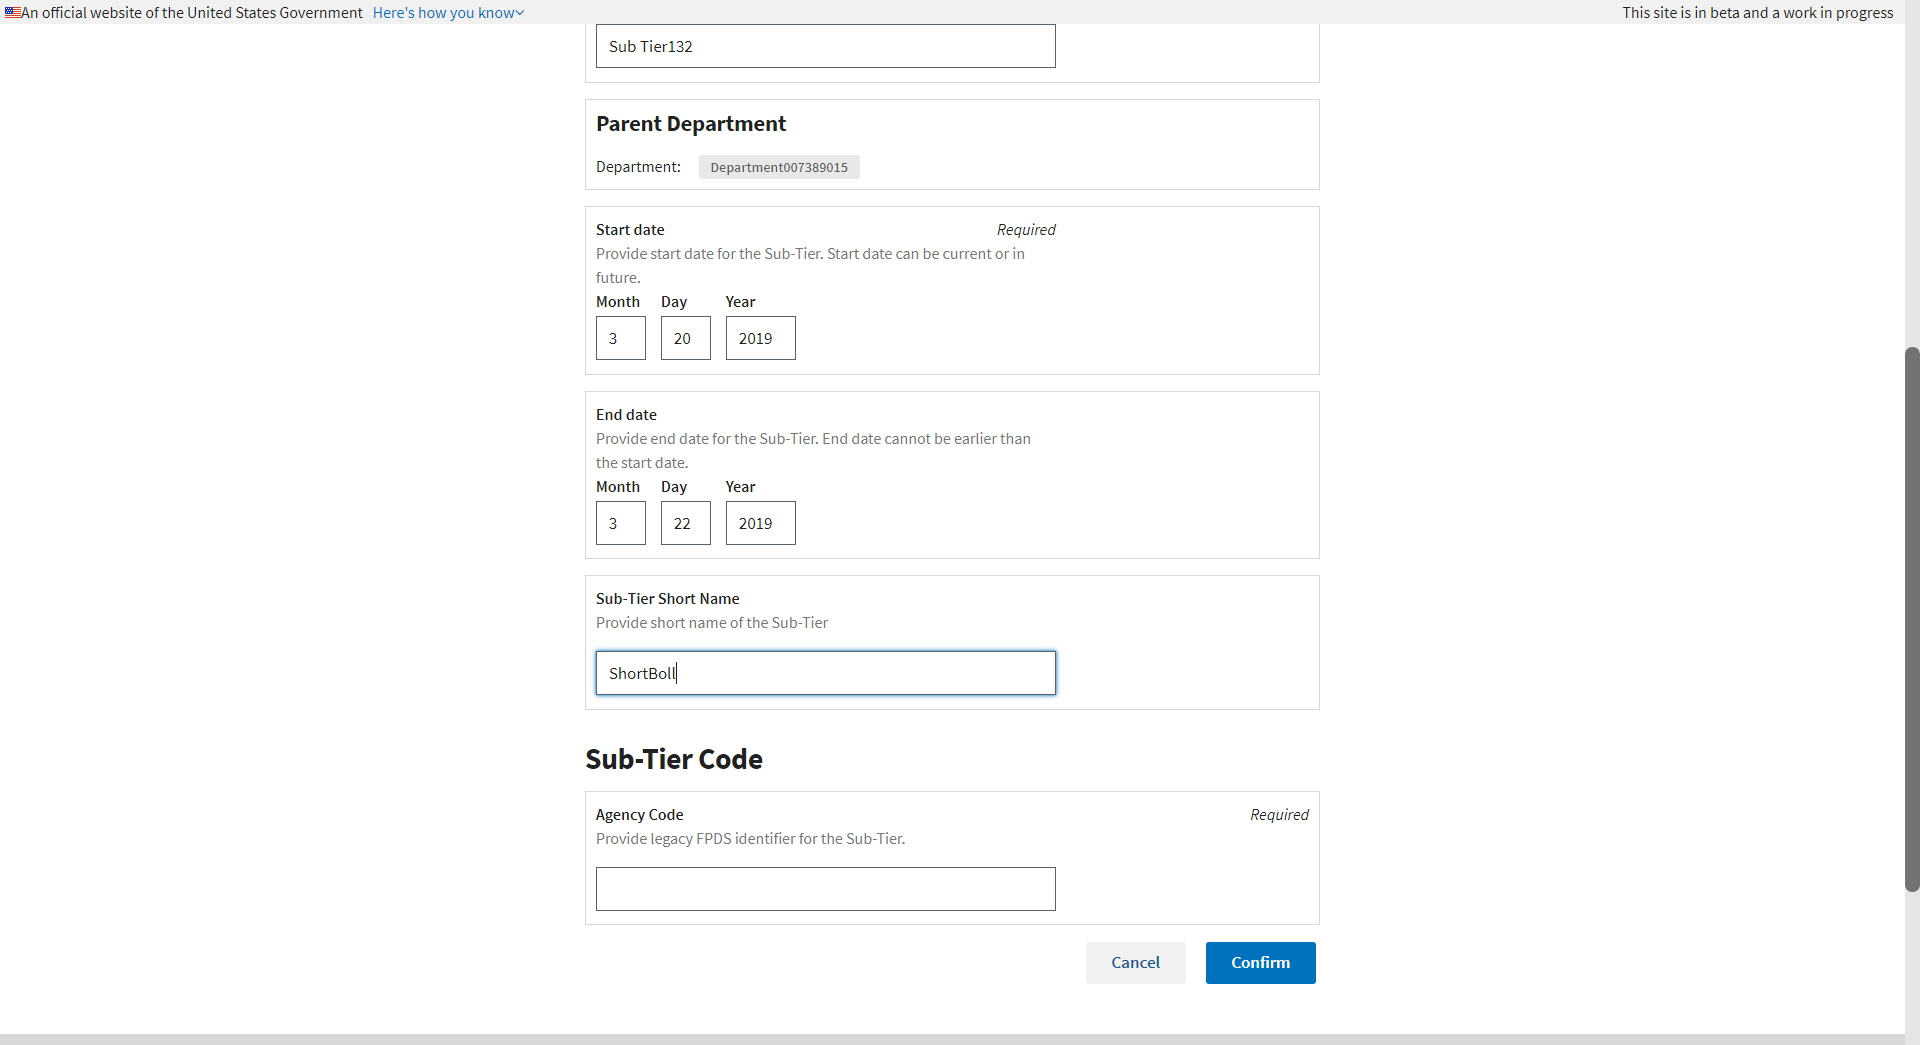 An official website of the United States Government Here's how you know
This site is in beta and a work in progress
Sub Tier132
Parent Department
Department: Department007389015
Start date Required
Provide start date for the Sub-Tier. Start date can be current or in
future.
Month Day Year
3 20 2019
End date
Provide end date for the Sub-Tier. End date cannot be earlier than
the start date.
Month Day Year
3 22 2019
Sub-Tier Short Name
Provide short name of the Sub-Tier
ShortBoll
Sub-Tier Code
Agency Code Required
Provide legacy FPDS identifier for the Sub-Tier.
Cancel Confirm